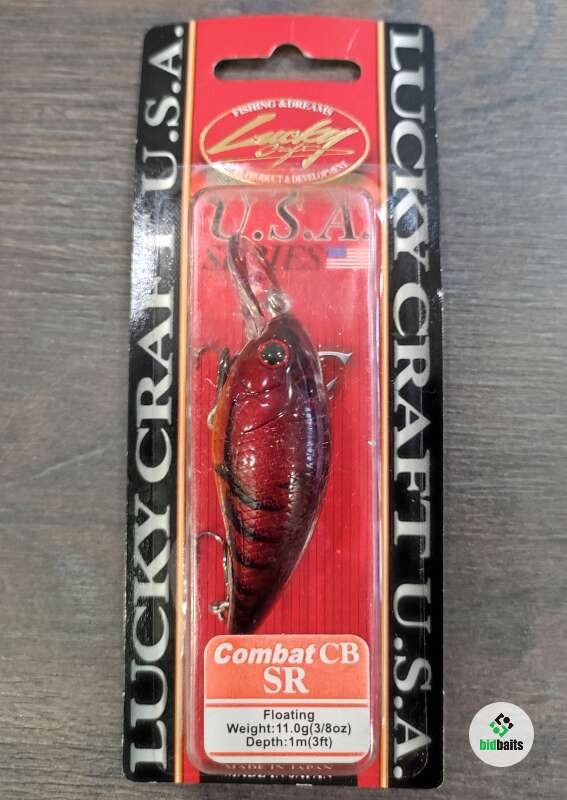 LUCKY CRAFT U.S.A.
FISHING & DREAMS
Lucky
Craft
PRODUCT & DEVELOPMENT
U.S.A.
SERIES
LUCKY CRAFT U.S.A.
Combat CB
SR
Floating
Weight:11.0g(3/8oz)
Depth:1m(3ft)
MADE IN JAPAN
bidbaits